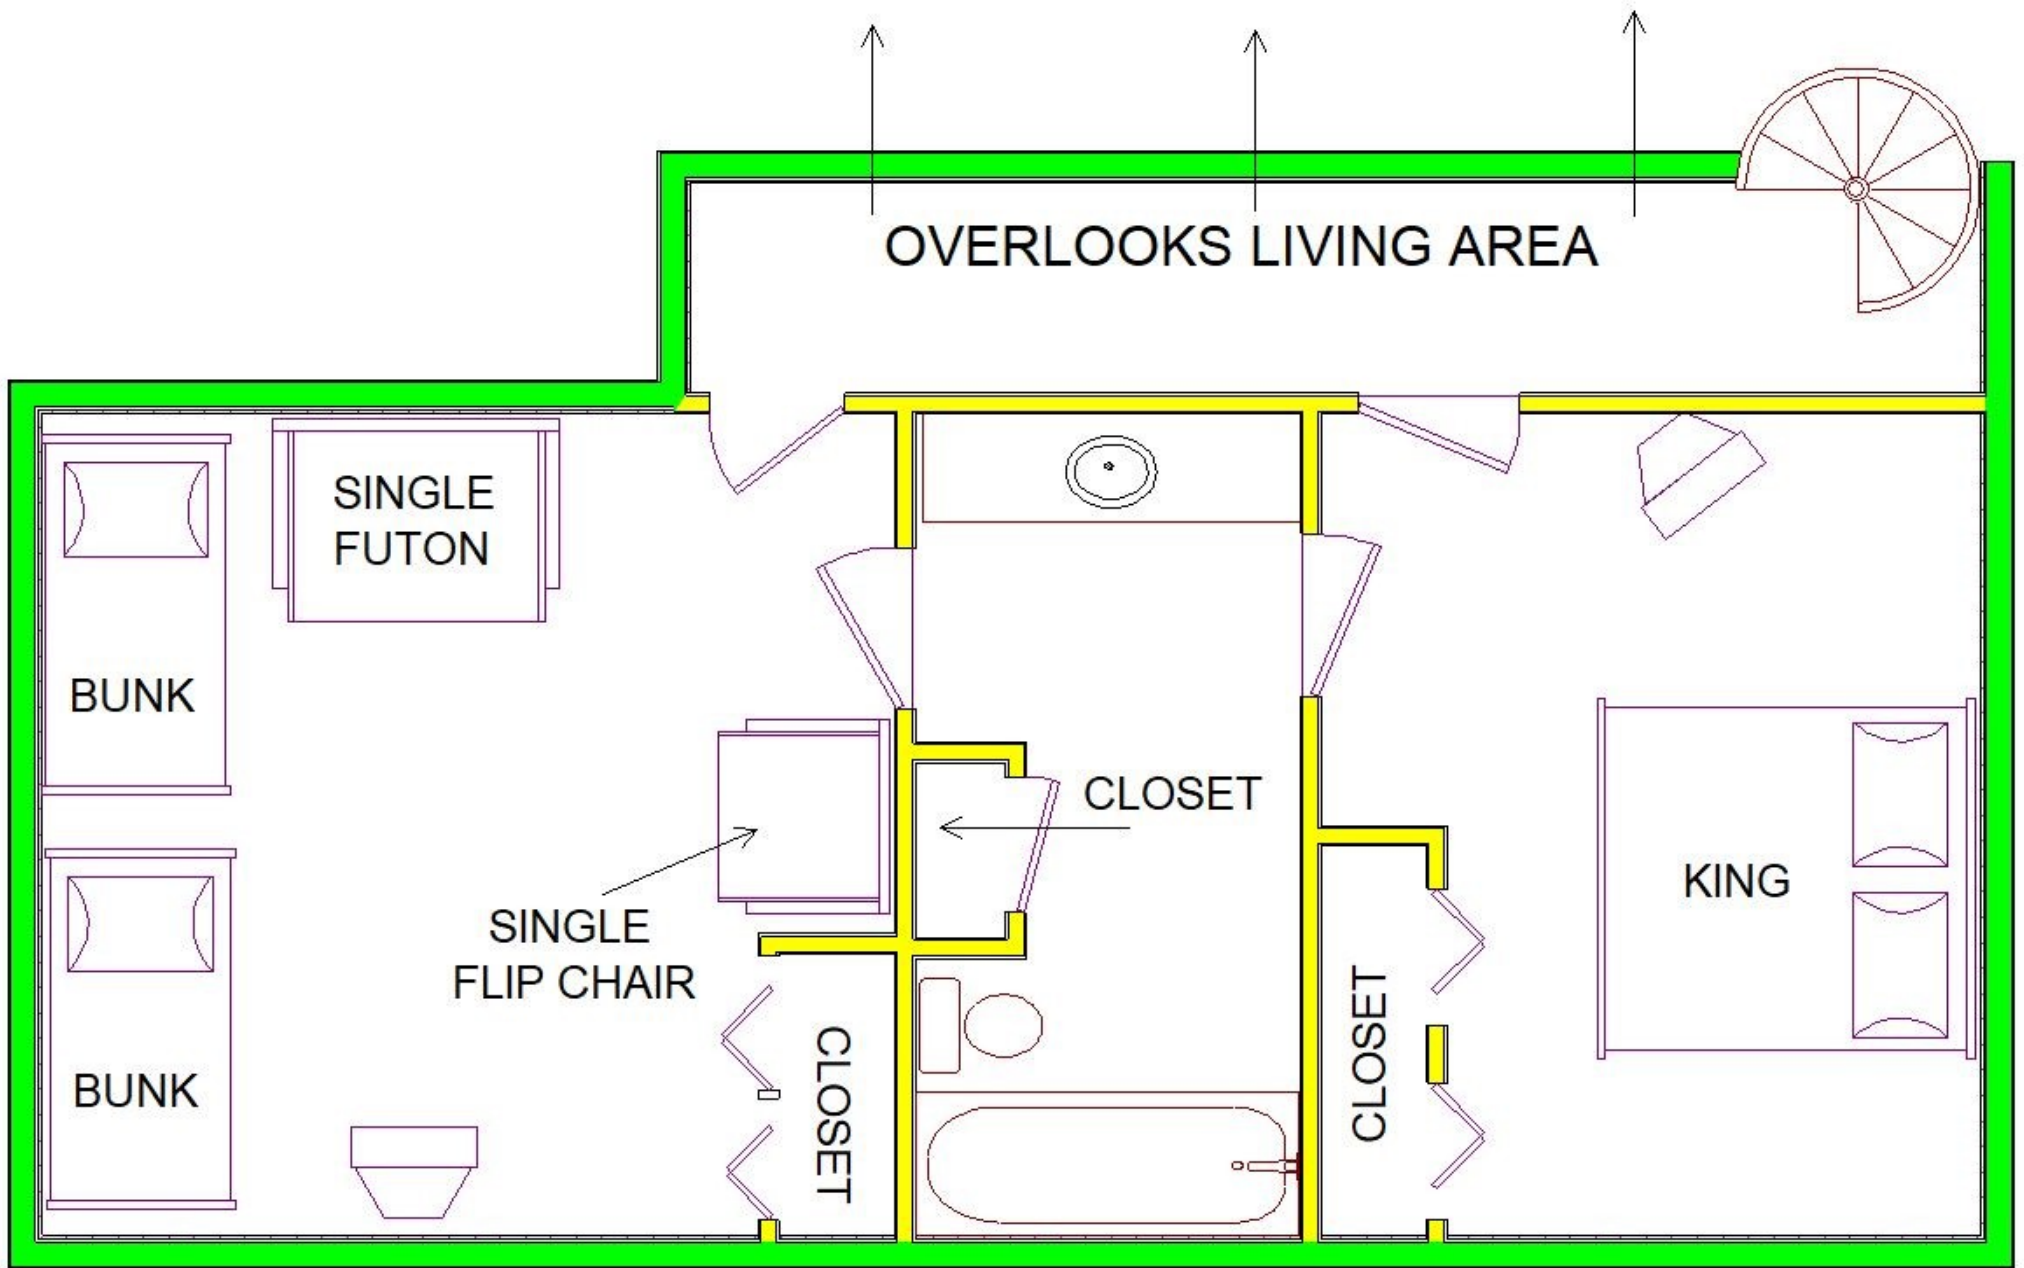 OVERLOOKS LIVING AREA
SINGLE
FUTON
BUNK
CLOSET
KING
SINGLE
FLIP CHAIR
CLOSET
CLOSET
BUNK